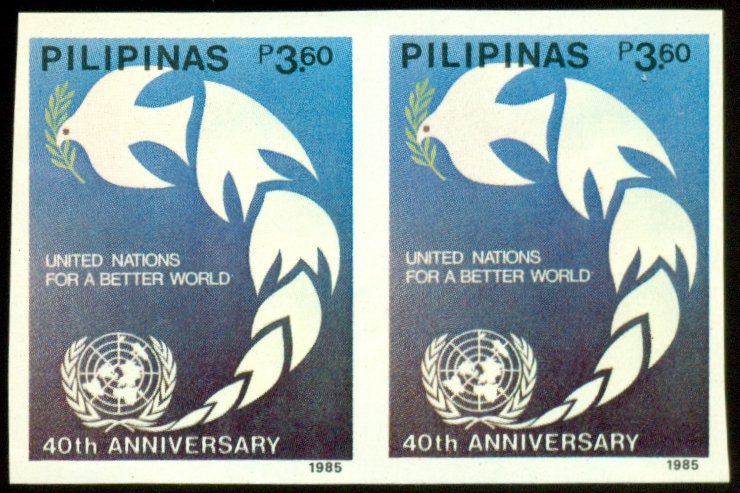 PILIPINAS P3.60
UNITED NATIONS
FOR A BETTER WORLD
40th ANNIVERSARY
1985
PILIPINAS P3.60
UNITED NATIONS
FOR A BETTER WORLD
40th ANNIVERSARY
1985